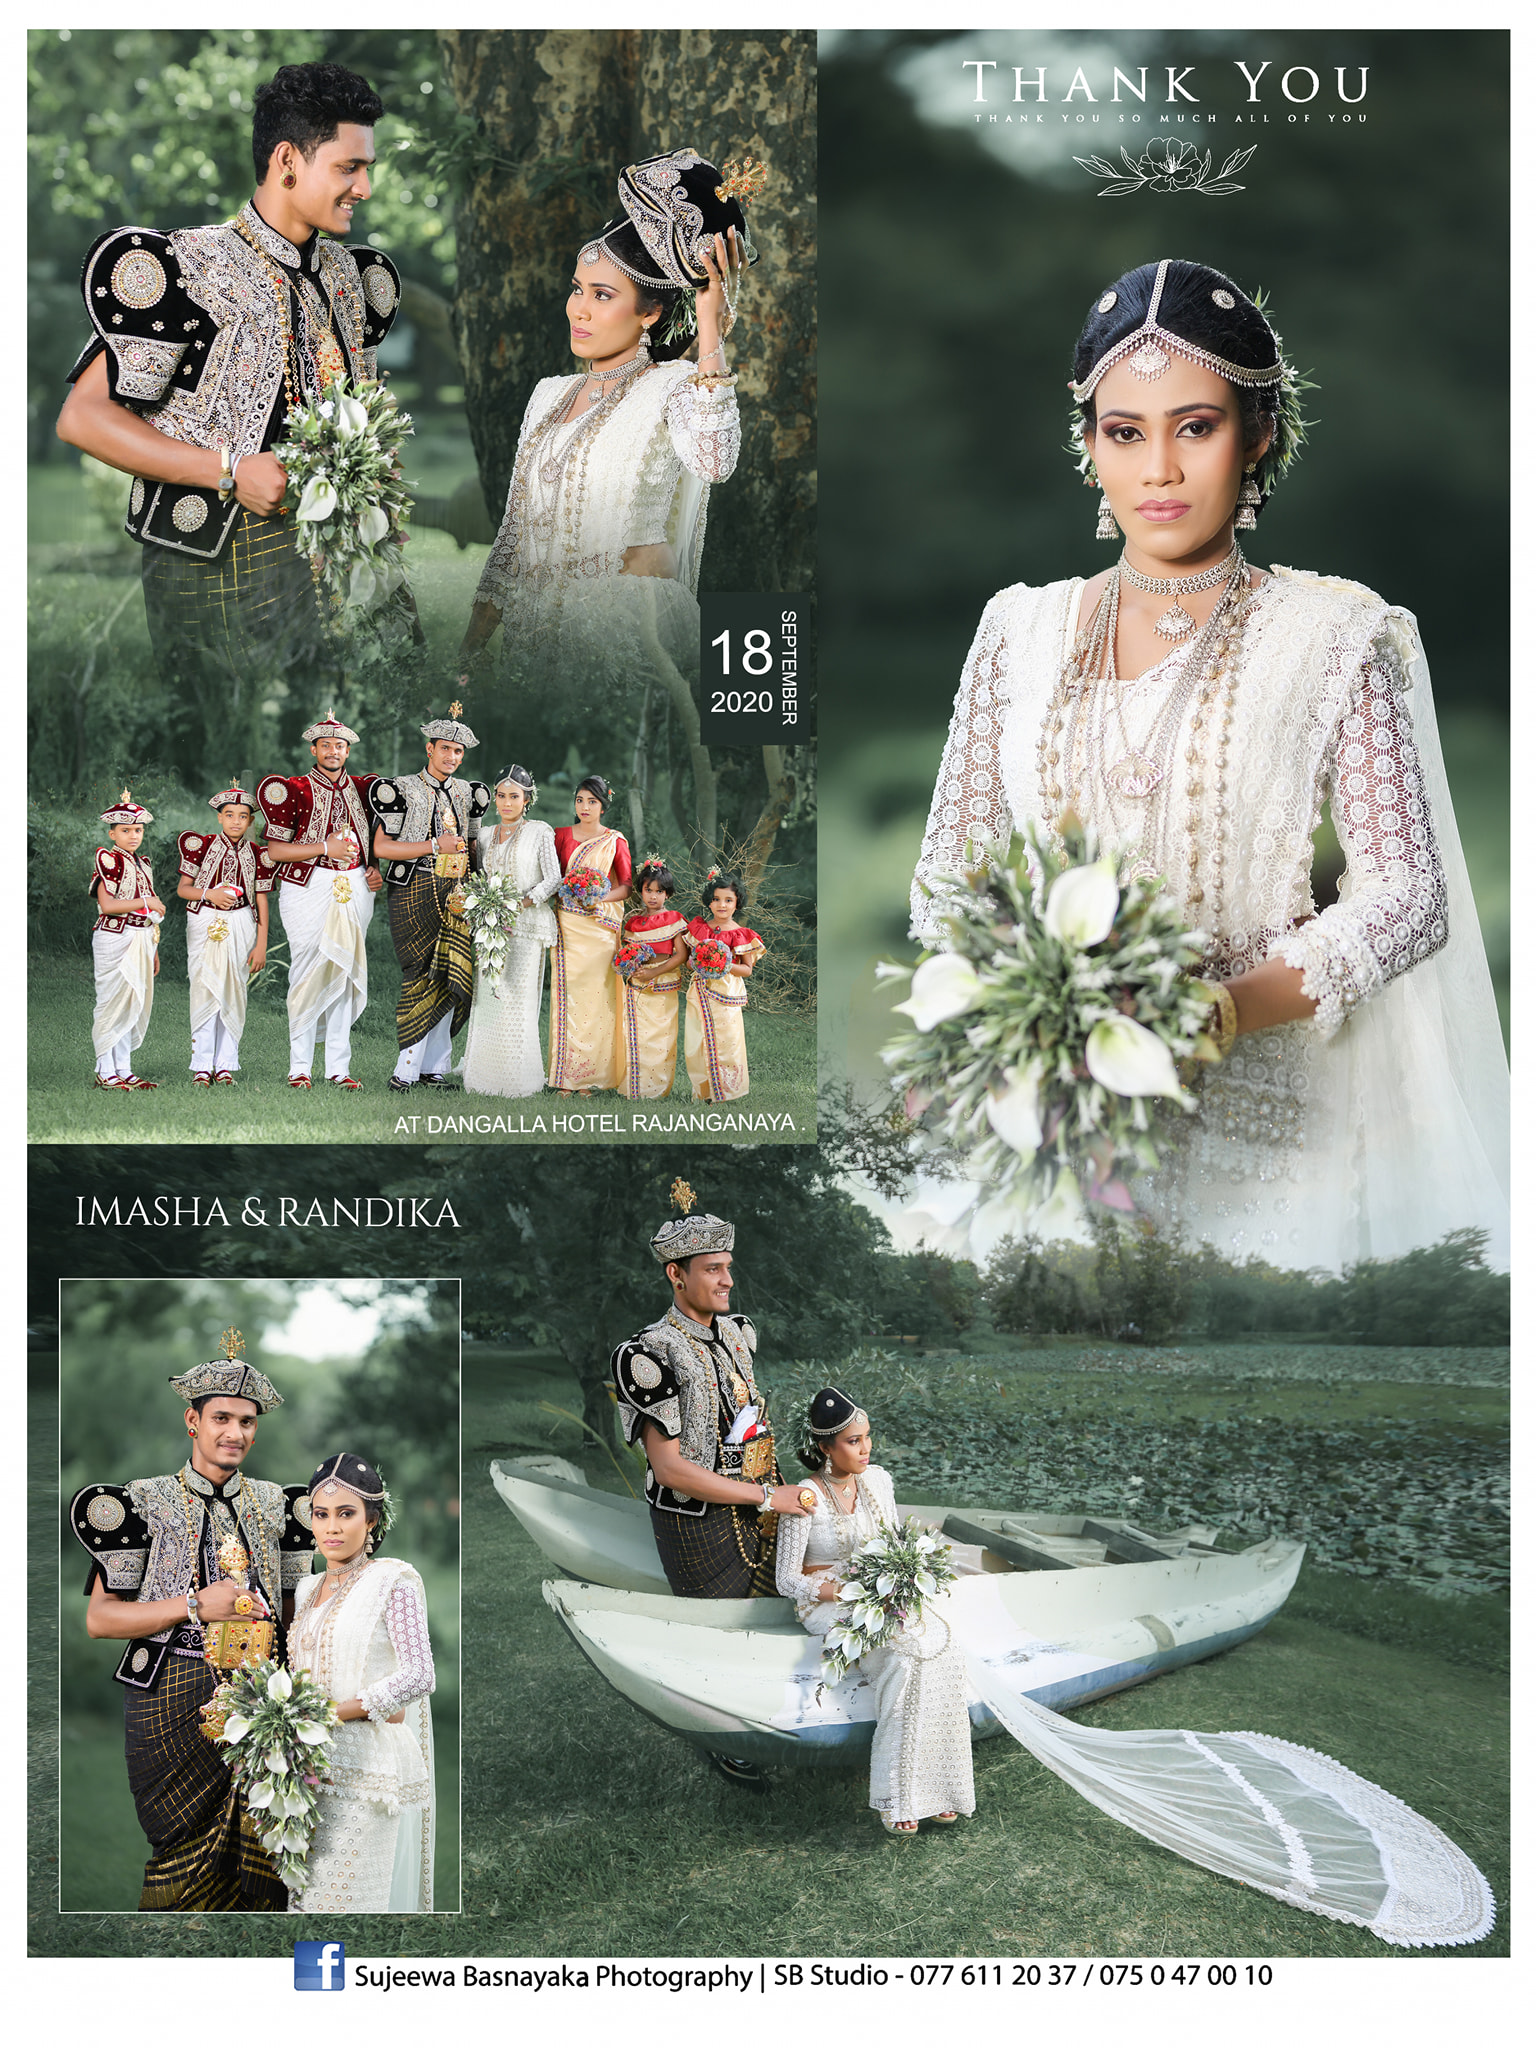 THANK YOU
THANK YOU SO MUCH ALL OF YOU
18
2020
SEPTEMBER
AT DANGALLA HOTEL RAJANGANAYA .
IMASHA & RANDIKA
f Sujeewa Basnayaka Photography | SB Studio - 077 611 20 37 / 075 0 47 00 10